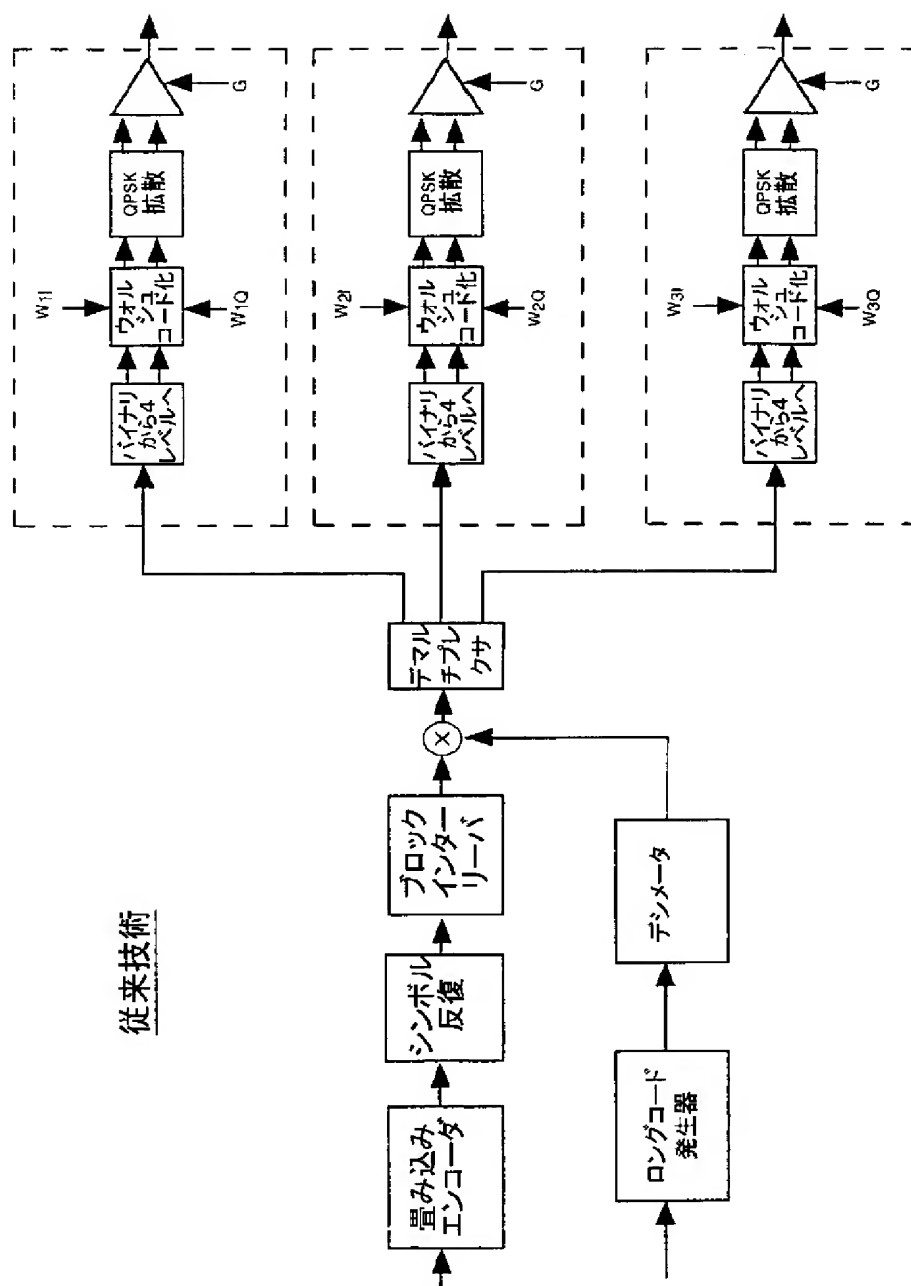 従来技術
畳み込み
エンコーダ
シンボル
反復
ブロック
インター
リーバ
X
ロングコード
発生器
デシメータ
デマル
チプレ
クサ
バイナリ
から4
レベルへ
W1I
ウォル
シュ
コード化
W1Q
QPSK
拡散
G
バイナリ
から4
レベルへ
W2I
ウォル
シュ
コード化
W2Q
QPSK
拡散
G
バイナリ
から4
レベルへ
W3I
ウォル
シュ
コード化
W3Q
QPSK
拡散
G